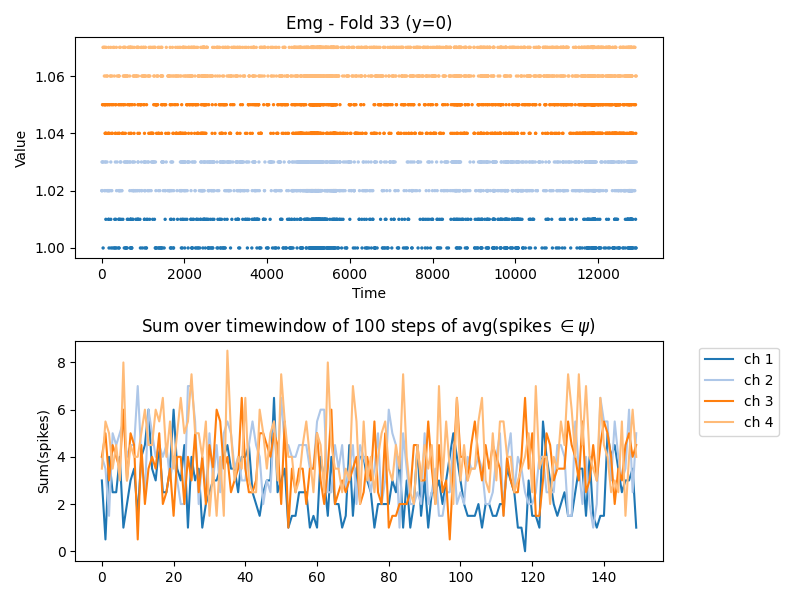 Emg - Fold 33 (y=0)
Value
1.06
1.04
1.02
1.00
0 2000 4000 6000 8000 10000 12000
Time
Sum over timewindow of 100 steps of avg(spikes ∈ ψ)
Sum(spikes)
8
6
4
2
0
0 20 40 60 80 100 120 140
ch 1
ch 2
ch 3
ch 4